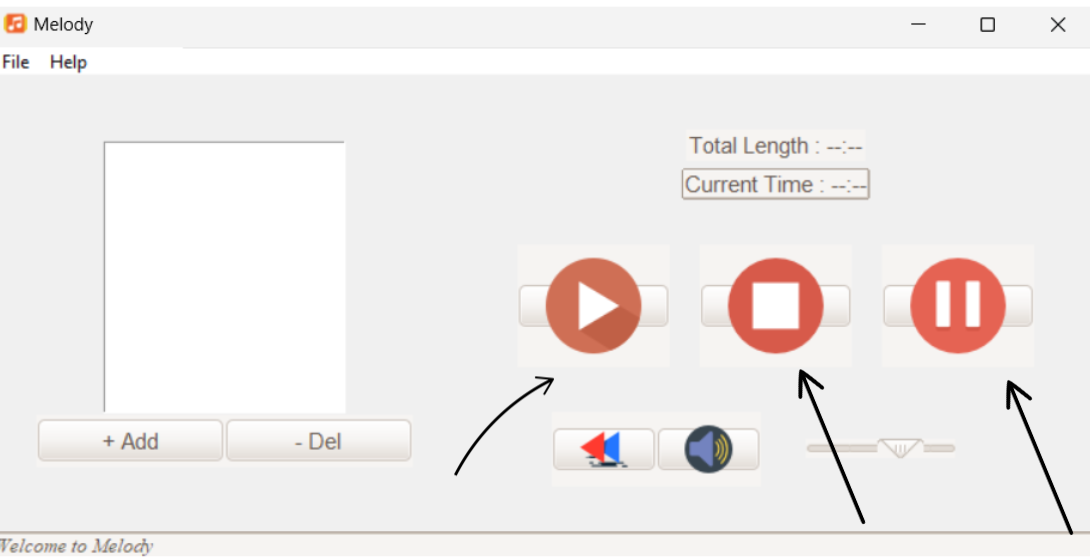 Melody
File Help
Total Length : --:--
Current Time : --:--
+ Add - Del
Welcome to Melody